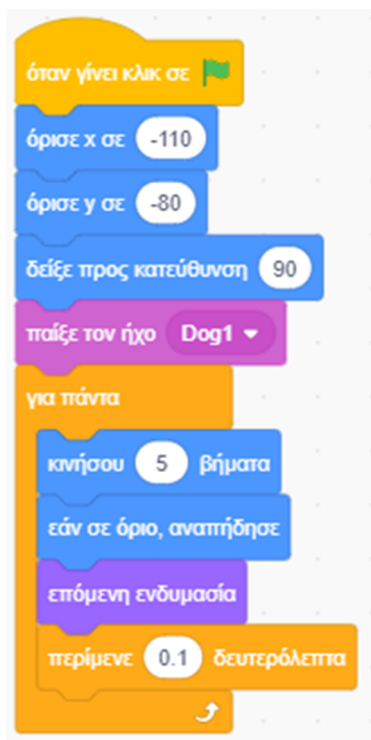 όταν γίνει κλικ σε
όρισε x σε -110
όρισε y σε -80
δείξε προς κατεύθυνση 90
παίξε τον ήχο Dog1
για πάντα
κινήσου 5 βήματα
εάν σε όριο, αναπήδησε
επόμενη ενδυμασία
περίμενε 0.1 δευτερόλεπτα